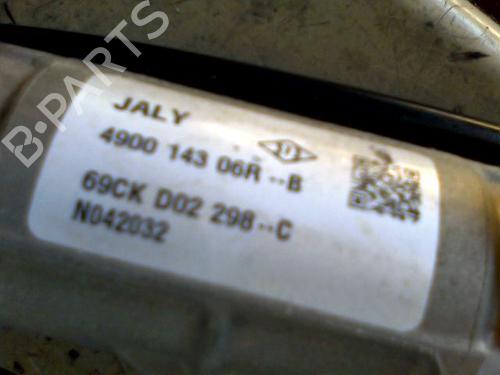 B-PARTS
JALY
4900 143 06R--B
69CK D02 298--C
N042032